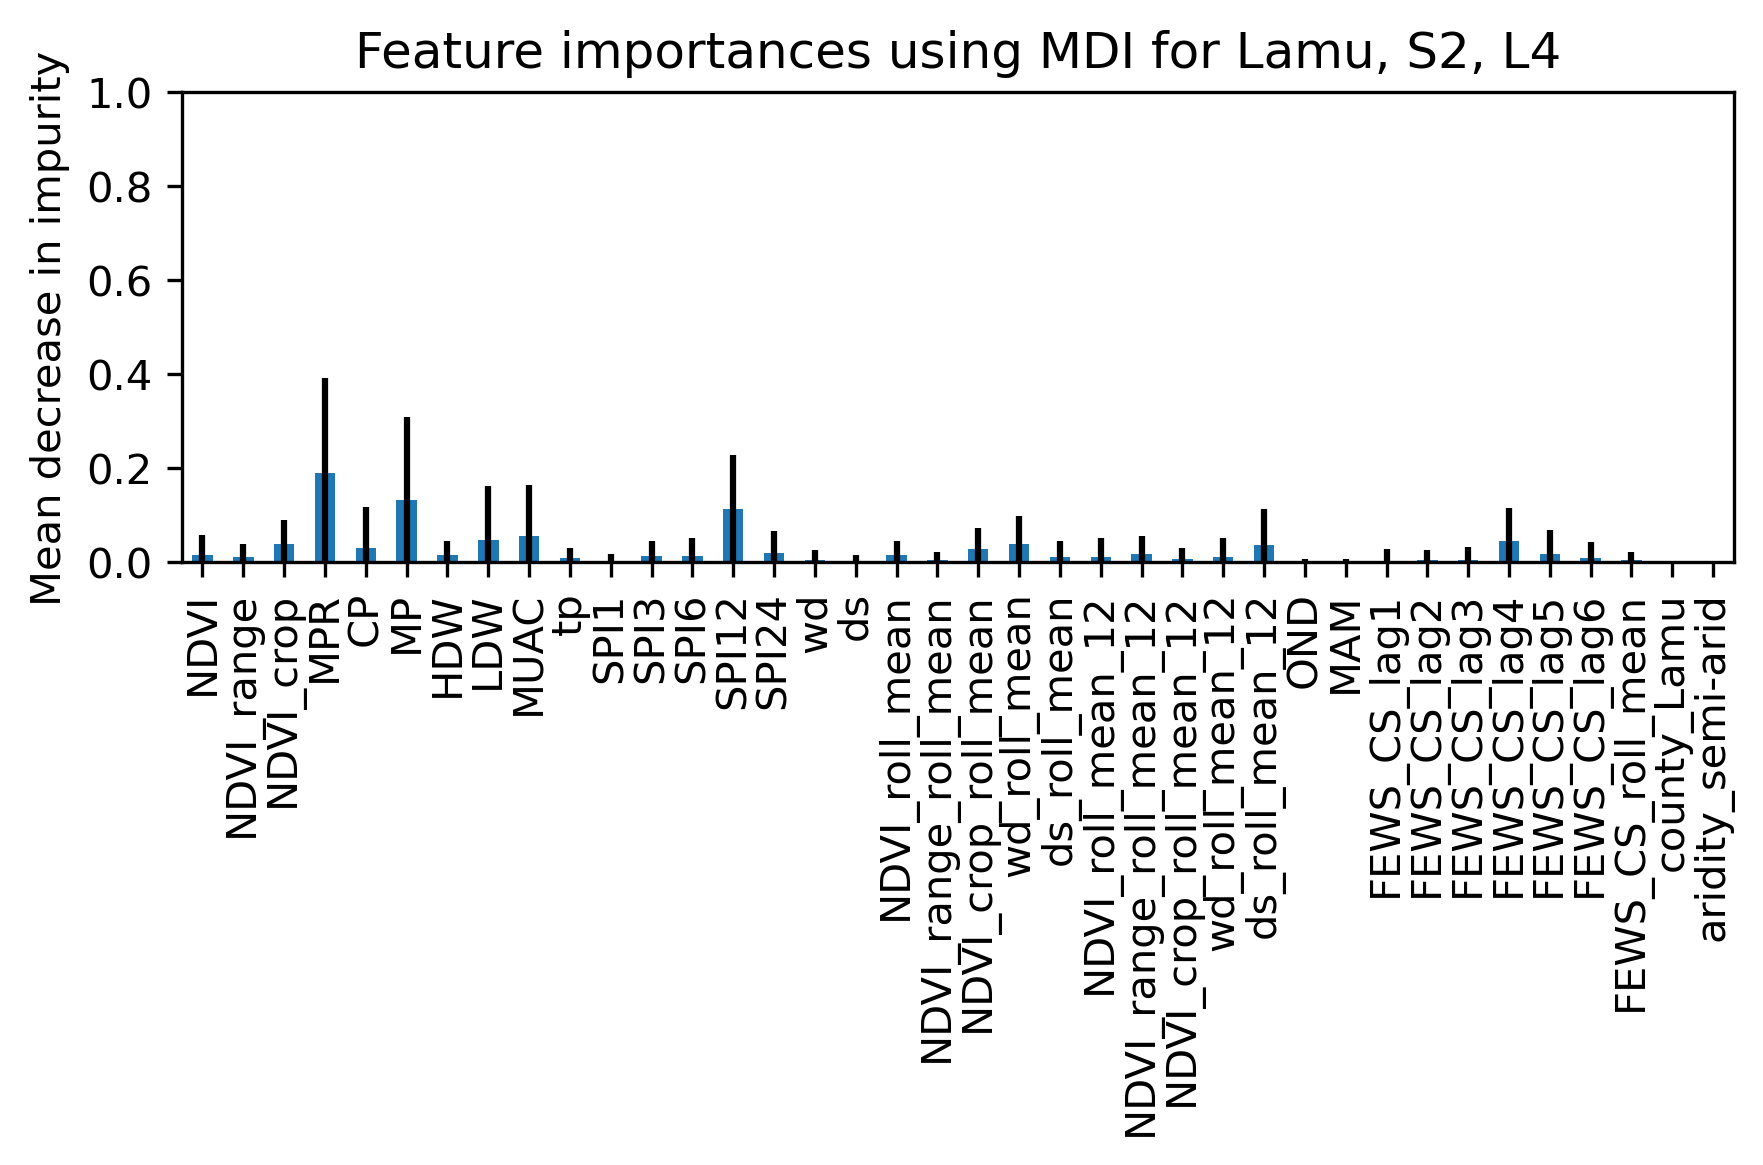 Feature importances using MDI for Lamu, S2, L4
Mean decrease in impurity
1.0
0.8
0.6
0.4
0.2
0.0
NDVI
NDVI_range
NDVI_crop
MPR
CP
MP
HDW
LDW
MUAC
tp
SPI1
SPI3
SPI6
SPI12
SPI24
wd
ds
NDVI_roll_mean
NDVI_range_roll_mean
NDVI_crop_roll_mean
wd_roll_mean
ds_roll_mean
NDVI_roll_mean_12
NDVI_range_roll_mean_12
NDVI_crop_roll_mean_12
wd_roll_mean_12
ds_roll_mean_12
OND
MAM
FEWS_CS_lag1
FEWS_CS_lag2
FEWS_CS_lag3
FEWS_CS_lag4
FEWS_CS_lag5
FEWS_CS_lag6
FEWS_CS_roll_mean
county_Lamu
aridity_semi-arid